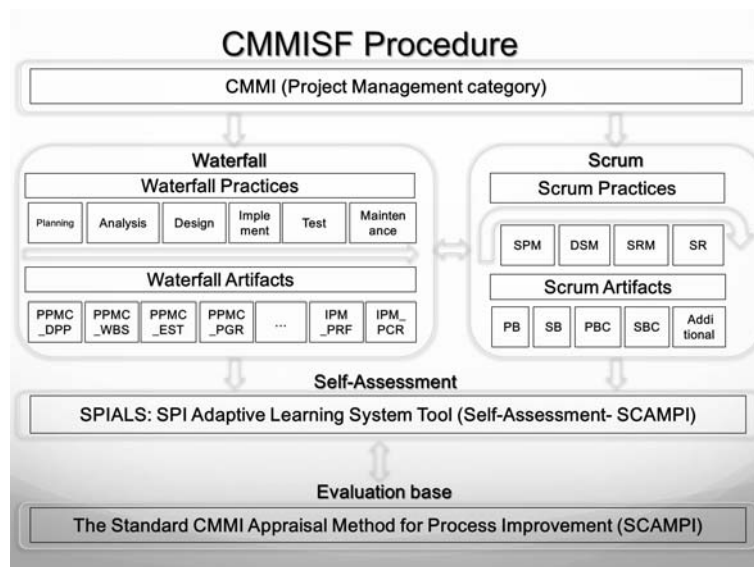 CMMISF Procedure
CMMI (Project Management category)
Waterfall
Waterfall Practices
Planning
Analysis
Design
Imple
ment
Test
Mainten
ance
Waterfall Artifacts
PPMC
_DPP
PPMC
_WBS
PPMC
_EST
PPMC
_PGR
...
IPM
_PRF
IPM_
PCR
Scrum
Scrum Practices
SPM
DSM
SRM
SR
Scrum Artifacts
PB
SB
PBC
SBC
Addi
tional
Self-Assessment
SPIALS: SPI Adaptive Learning System Tool (Self-Assessment- SCAMPI)
Evaluation base
The Standard CMMI Appraisal Method for Process Improvement (SCAMPI)